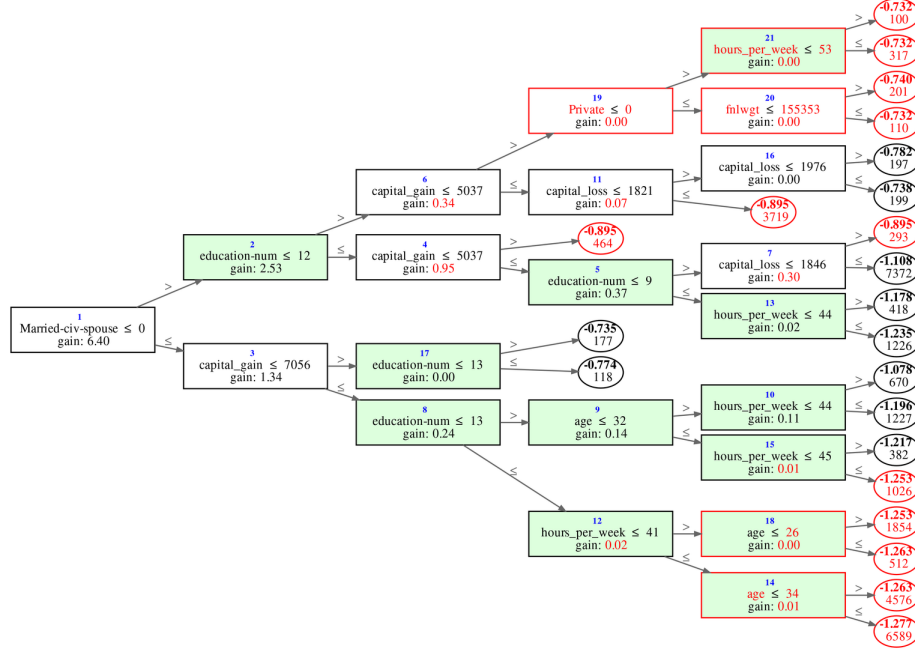 -0.732
100
21
hours_per_week ≤ 53
gain: 0.00
>
≤
-0.732
317
>
19
Private ≤ 0
gain: 0.00
≤
20
fnlwgt ≤ 155353
gain: 0.00
>
-0.740
201
≤
-0.732
110
>
6
capital_gain ≤ 5037
gain: 0.34
≤
11
capital_loss ≤ 1821
gain: 0.07
>
16
capital_loss ≤ 1976
gain: 0.00
>
-0.782
197
≤
-0.738
199
≤
-0.895
3719
>
2
education-num ≤ 12
gain: 2.53
≤
4
capital_gain ≤ 5037
gain: 0.95
>
-0.895
464
≤
5
education-num ≤ 9
gain: 0.37
>
7
capital_loss ≤ 1846
gain: 0.30
>
-0.895
293
≤
-1.108
7372
≤
13
hours_per_week ≤ 44
gain: 0.02
>
-1.178
418
≤
-1.235
1226
1
Married-civ-spouse ≤ 0
gain: 6.40
>
≤
3
capital_gain ≤ 7056
gain: 1.34
>
17
education-num ≤ 13
gain: 0.00
>
-0.735
177
≤
-0.774
118
≤
8
education-num ≤ 13
gain: 0.24
>
9
age ≤ 32
gain: 0.14
>
10
hours_per_week ≤ 44
gain: 0.11
>
-1.078
670
≤
-1.196
1227
≤
15
hours_per_week ≤ 45
gain: 0.01
>
-1.217
382
≤
-1.253
1026
≤
12
hours_per_week ≤ 41
gain: 0.02
>
18
age ≤ 26
gain: 0.00
>
-1.253
1854
≤
-1.263
512
≤
14
age ≤ 34
gain: 0.01
>
-1.263
4576
≤
-1.277
6589